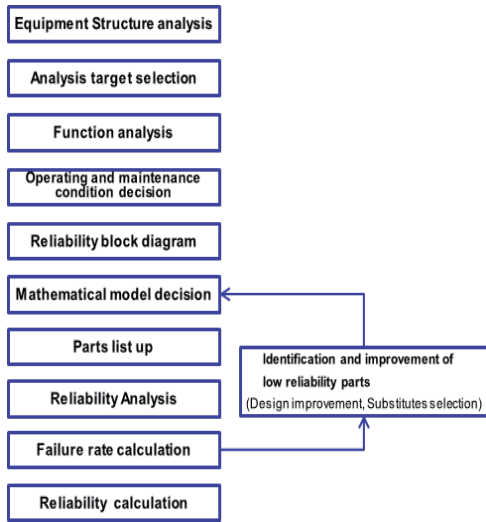 Equipment Structure analysis
Analysis target selection
Function analysis
Operating and maintenance
condition decision
Reliability block diagram
Mathematical model decision
Parts list up
Reliability Analysis
Failure rate calculation
Reliability calculation
Identification and improvement of
low reliability parts
(Design improvement, Substitutes selection)